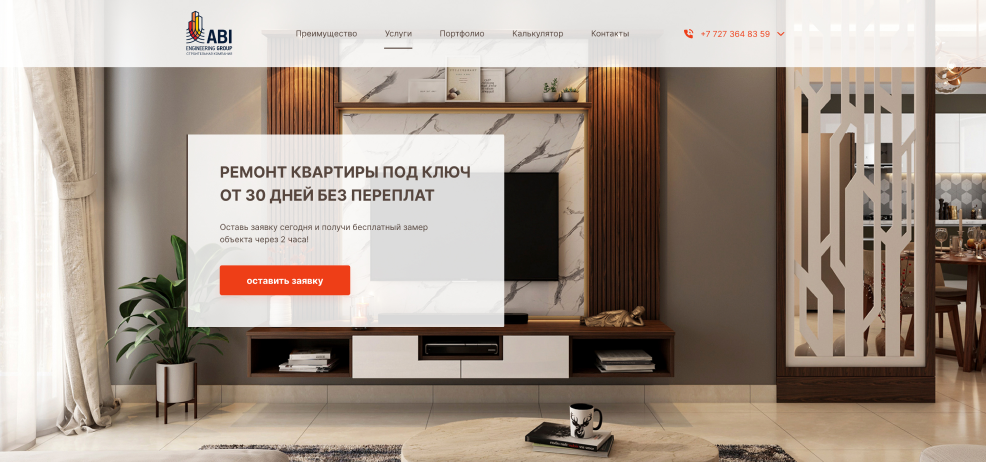 ABI
ENGINEERING GROUP
СТРОИТЕЛЬНАЯ КОМПАНИЯ
Преимущество
Услуги
Портфолио
Калькулятор
Контакты
+7 727 364 83 59
РЕМОНТ КВАРТИРЫ ПОД КЛЮЧ
ОТ 30 ДНЕЙ БЕЗ ПЕРЕПЛАТ
Оставь заявку сегодня и получи бесплатный замер
объекта через 2 часа!
оставить заявку